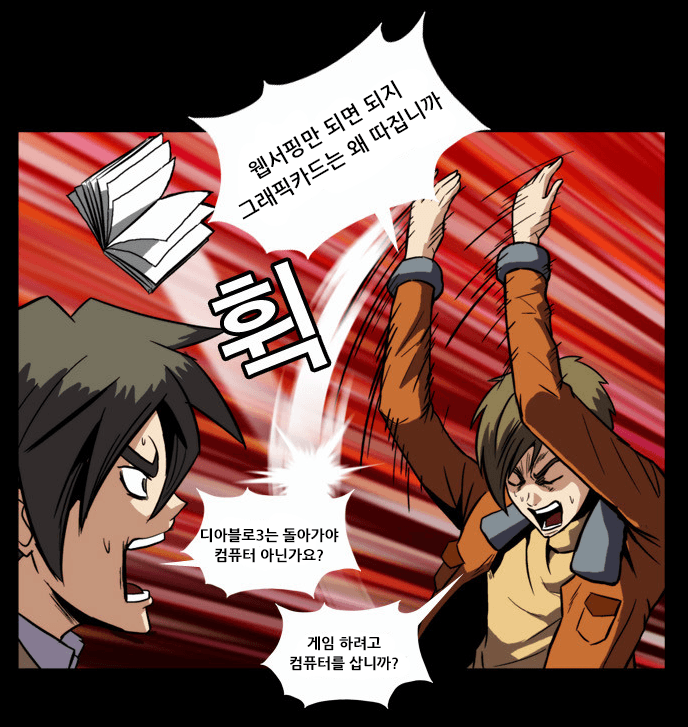 웹서핑만 되면 되지
그래픽카드는 왜 따집니까
휙
디아블로3는 돌아가야
컴퓨터 아닌가요?
게임 하려고
컴퓨터를 삽니까?